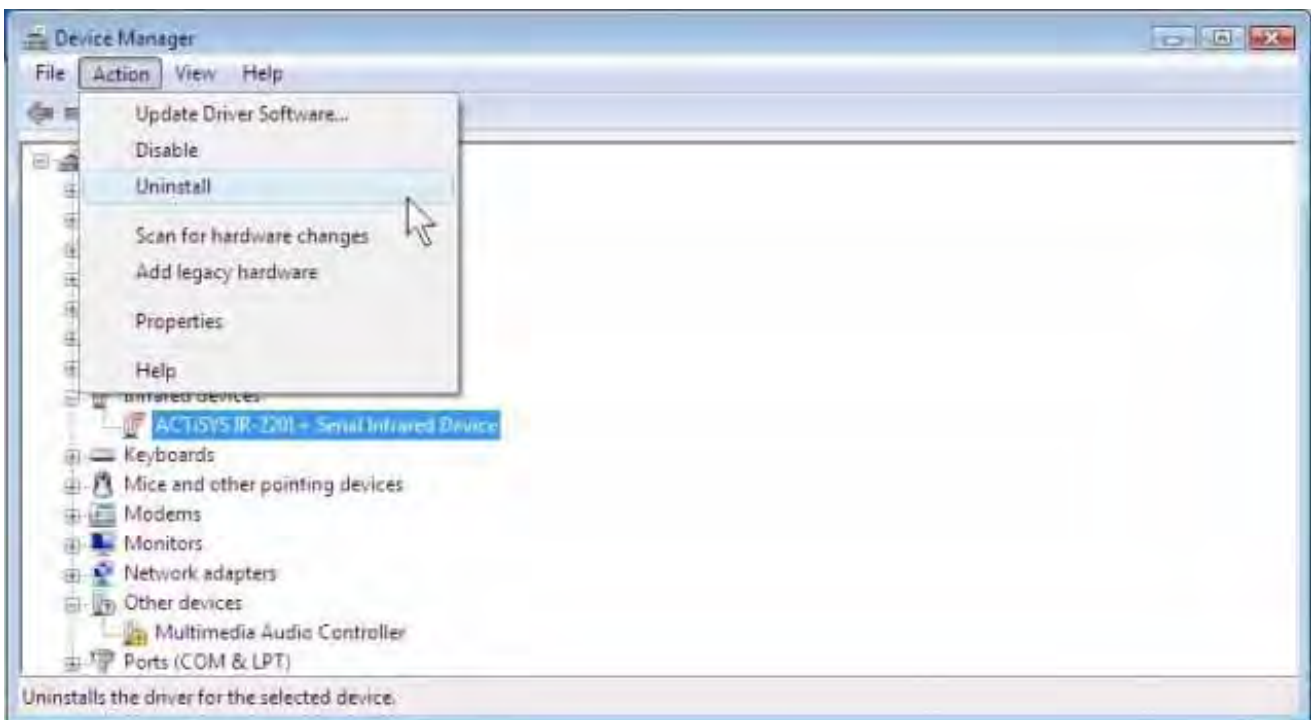 Device Manager
File Action View Help
Update Driver Software...
Disable
Uninstall
Scan for hardware changes
Add legacy hardware
Properties
Help
Infrared devices
ACTiSYS IR-220L+ Serial Infrared Device
Keyboards
Mice and other pointing devices
Modems
Monitors
Network adapters
Other devices
Multimedia Audio Controller
Ports (COM & LPT)
Uninstalls the driver for the selected device.